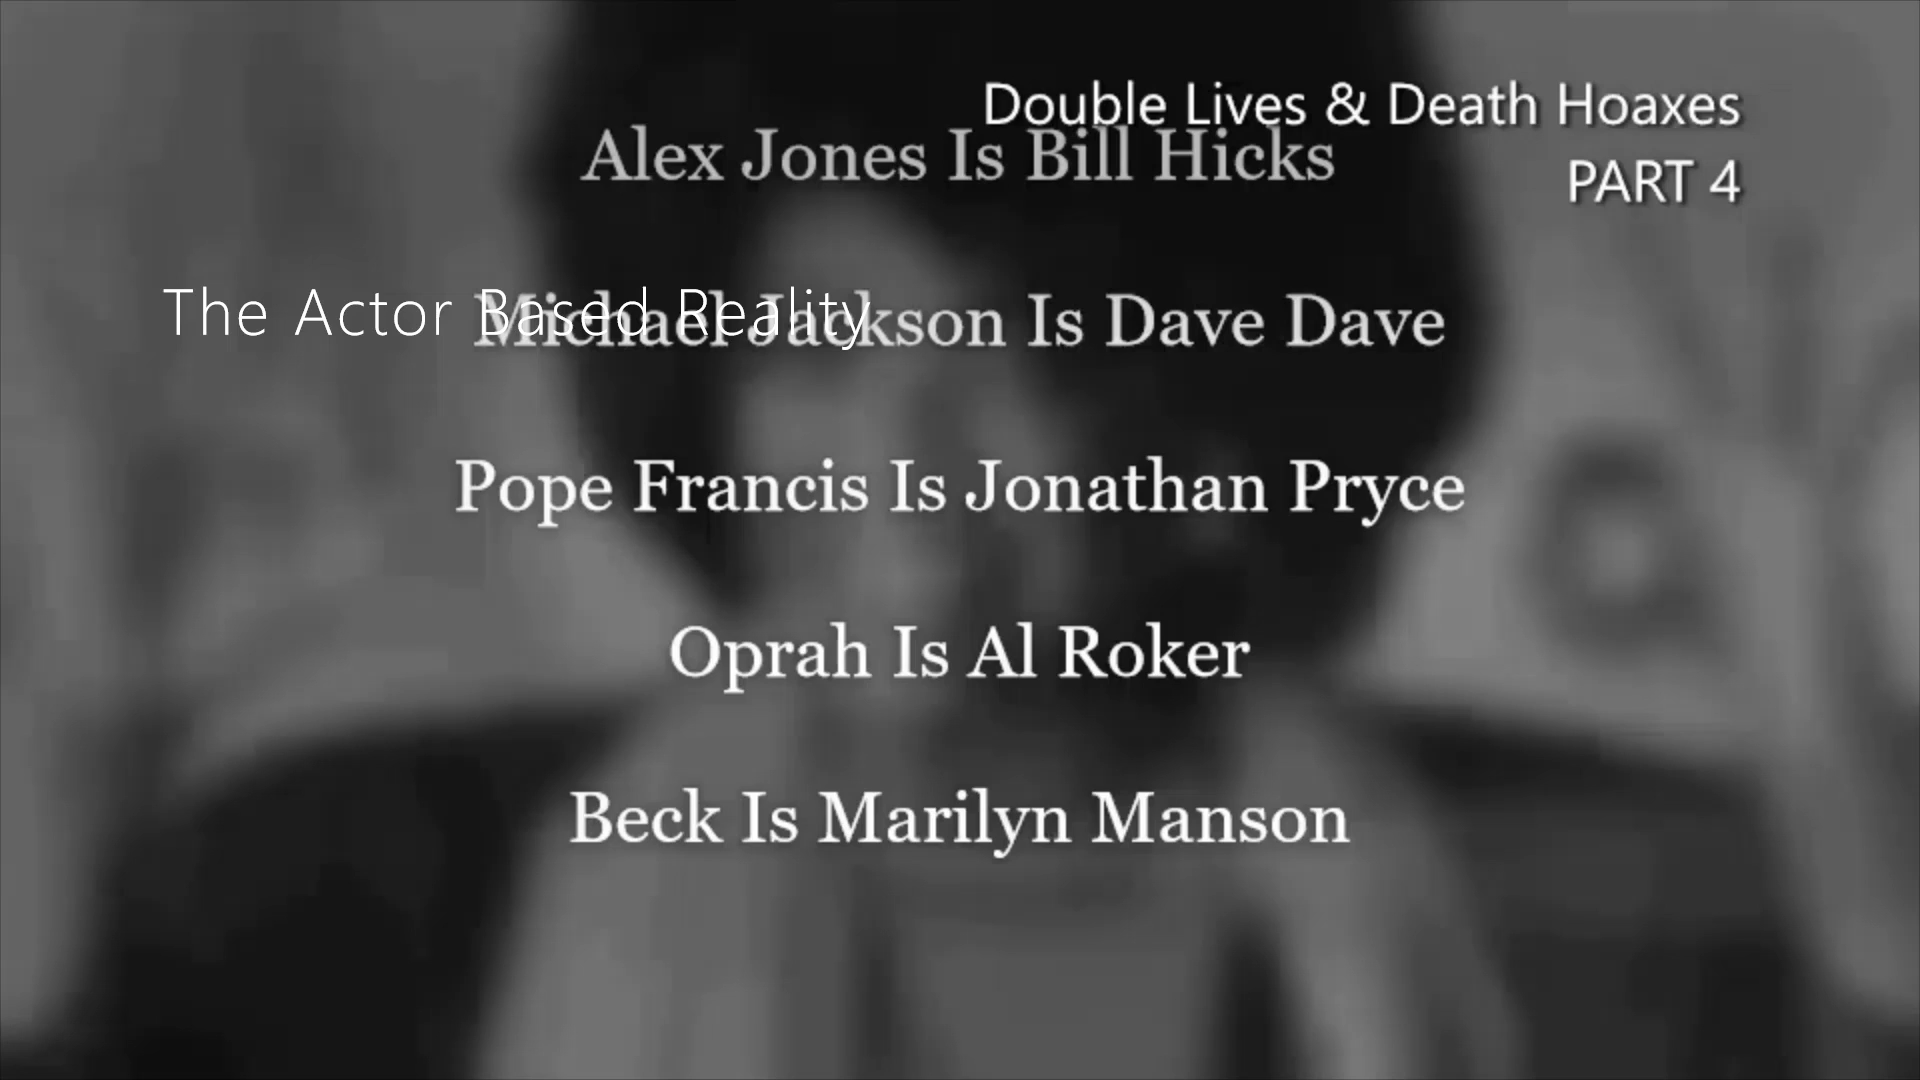 Double Lives & Death Hoaxes
PART 4
Alex Jones Is Bill Hicks
The Actor Based Reality
Michael Jackson Is Dave Dave
Pope Francis Is Jonathan Pryce
Oprah Is Al Roker
Beck Is Marilyn Manson